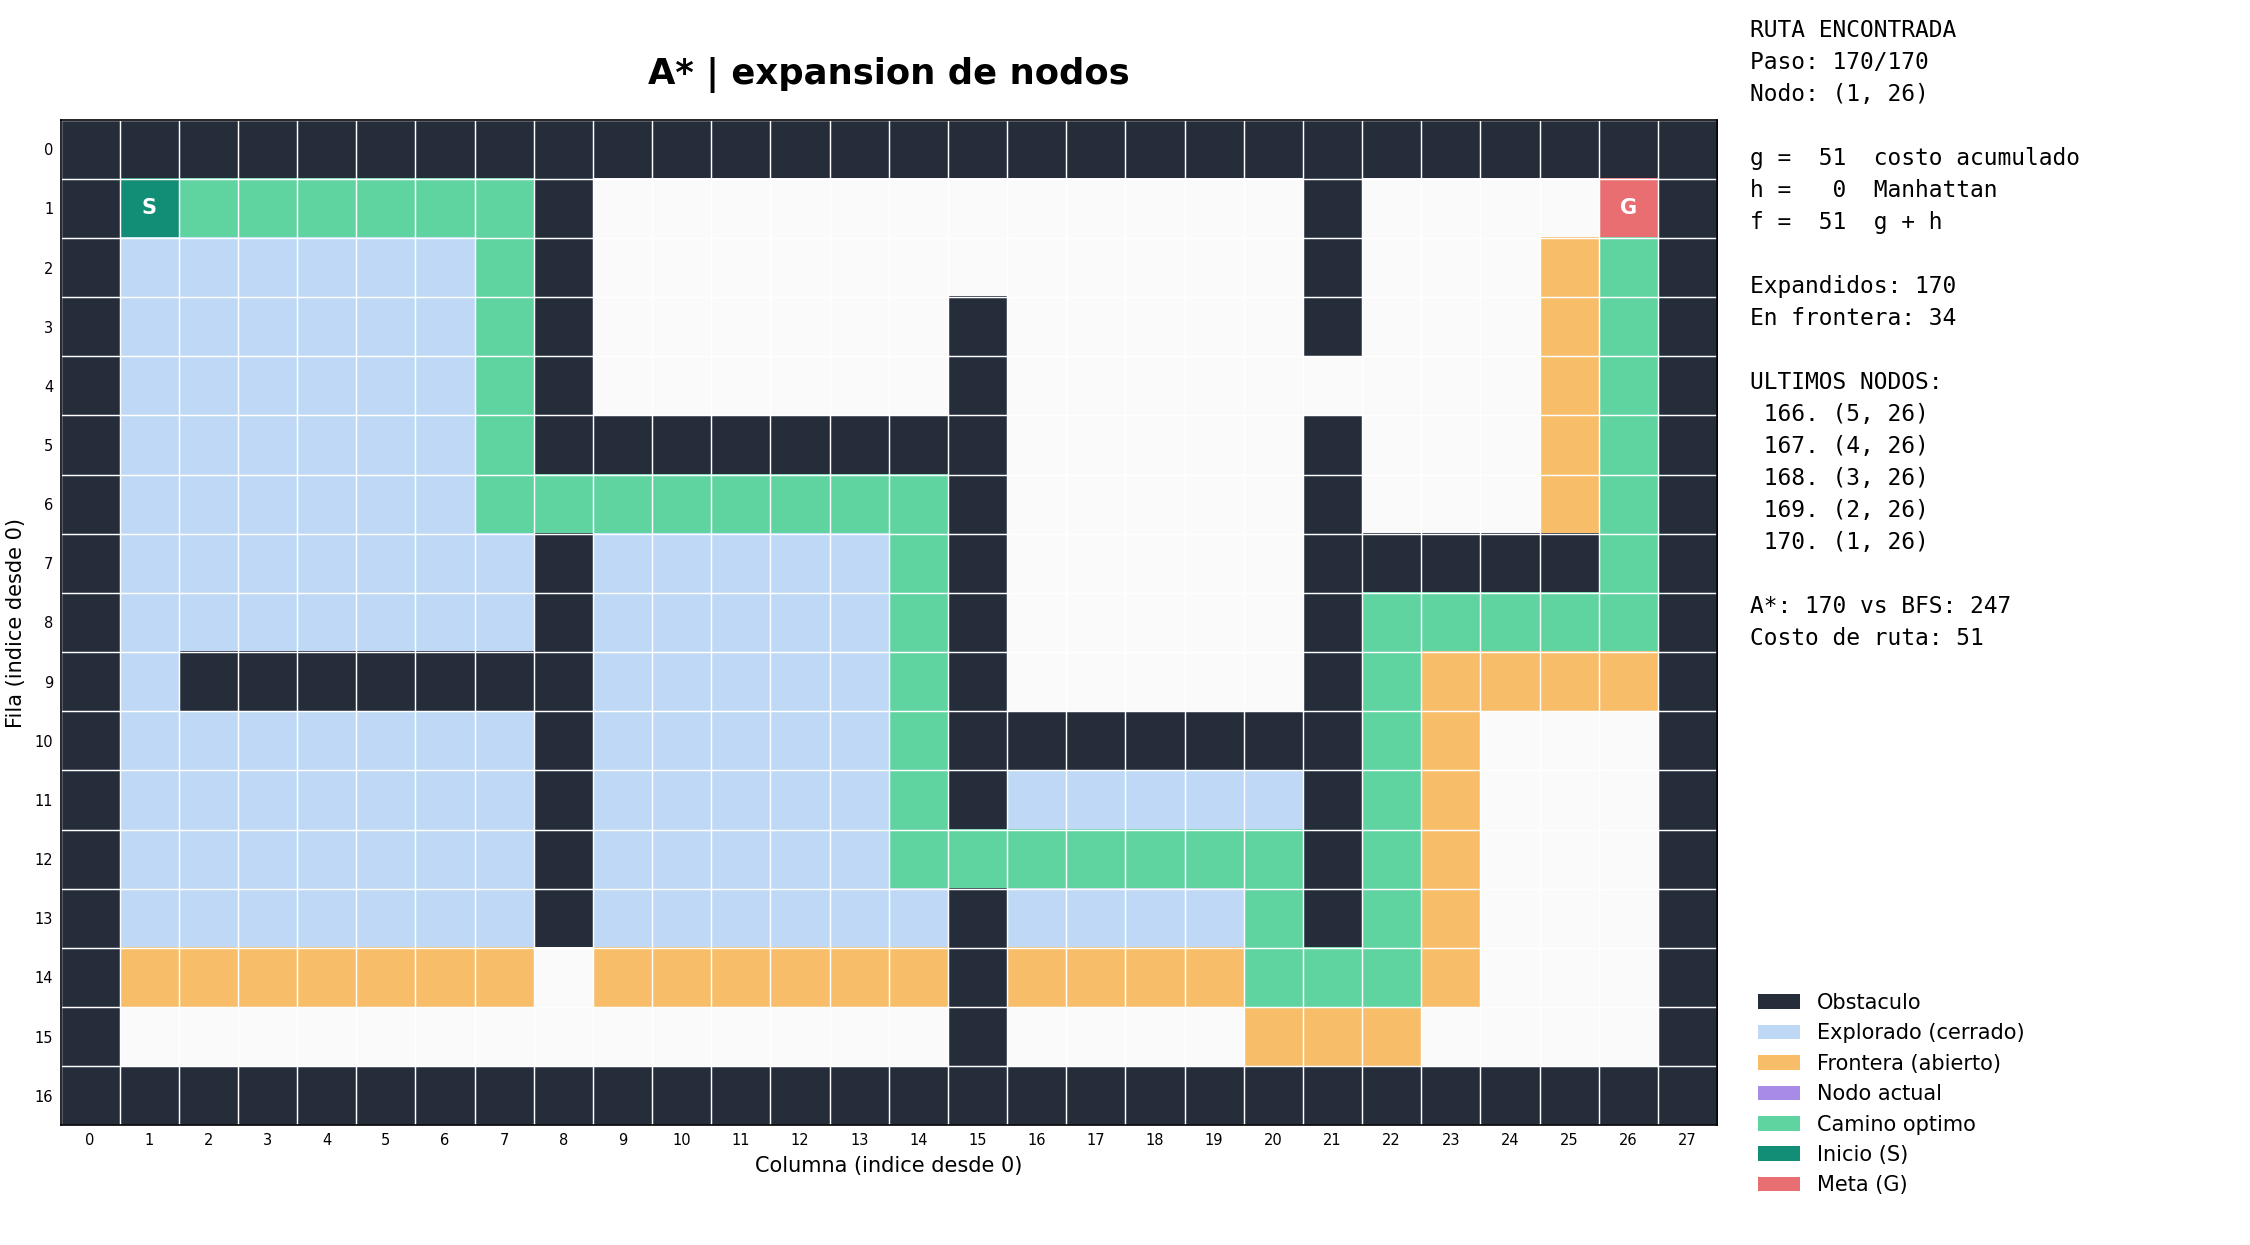 A* | expansion de nodos
RUTA ENCONTRADA
Paso: 170/170
Nodo: (1, 26)
g =  51  costo acumulado
h =   0  Manhattan
f =  51  g + h
Expandidos: 170
En frontera: 34
ULTIMOS NODOS:
166. (5, 26)
167. (4, 26)
168. (3, 26)
169. (2, 26)
170. (1, 26)
A*: 170 vs BFS: 247
Costo de ruta: 51
Fila (indice desde 0)
0
1
2
3
4
5
6
7
8
9
10
11
12
13
14
15
16
S
G
0 1 2 3 4 5 6 7 8 9 10 11 12 13 14 15 16 17 18 19 20 21 22 23 24 25 26 27
Columna (indice desde 0)
Obstaculo
Explorado (cerrado)
Frontera (abierto)
Nodo actual
Camino optimo
Inicio (S)
Meta (G)